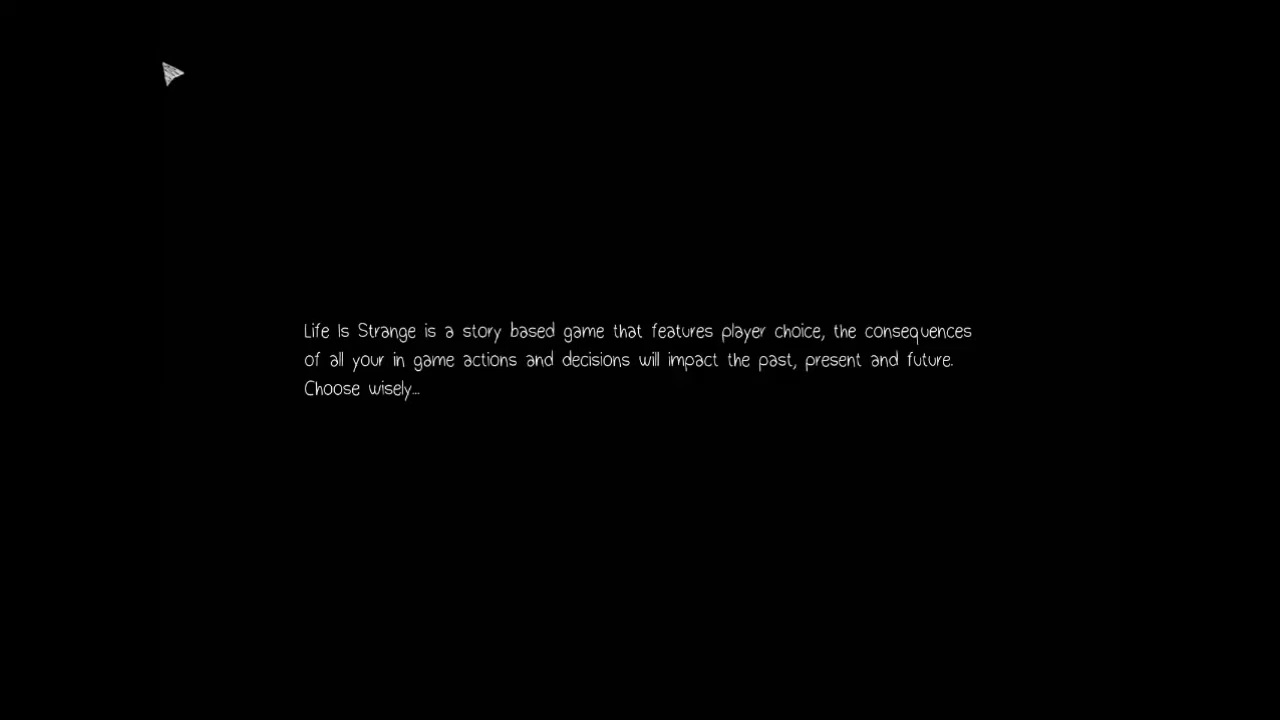 Life Is Strange is a story based game that features player choice, the consequences
of all your in game actions and decisions will impact the past, present and future.
Choose wisely...